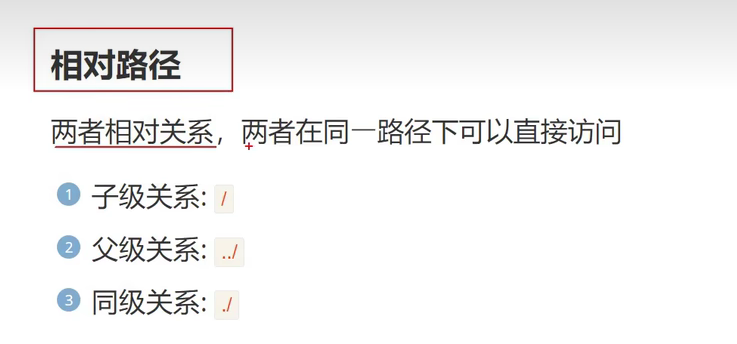 相对路径
两者相对关系，两者在同一路径下可以直接访问
1 子级关系: /
2 父级关系: ../
3 同级关系: ./